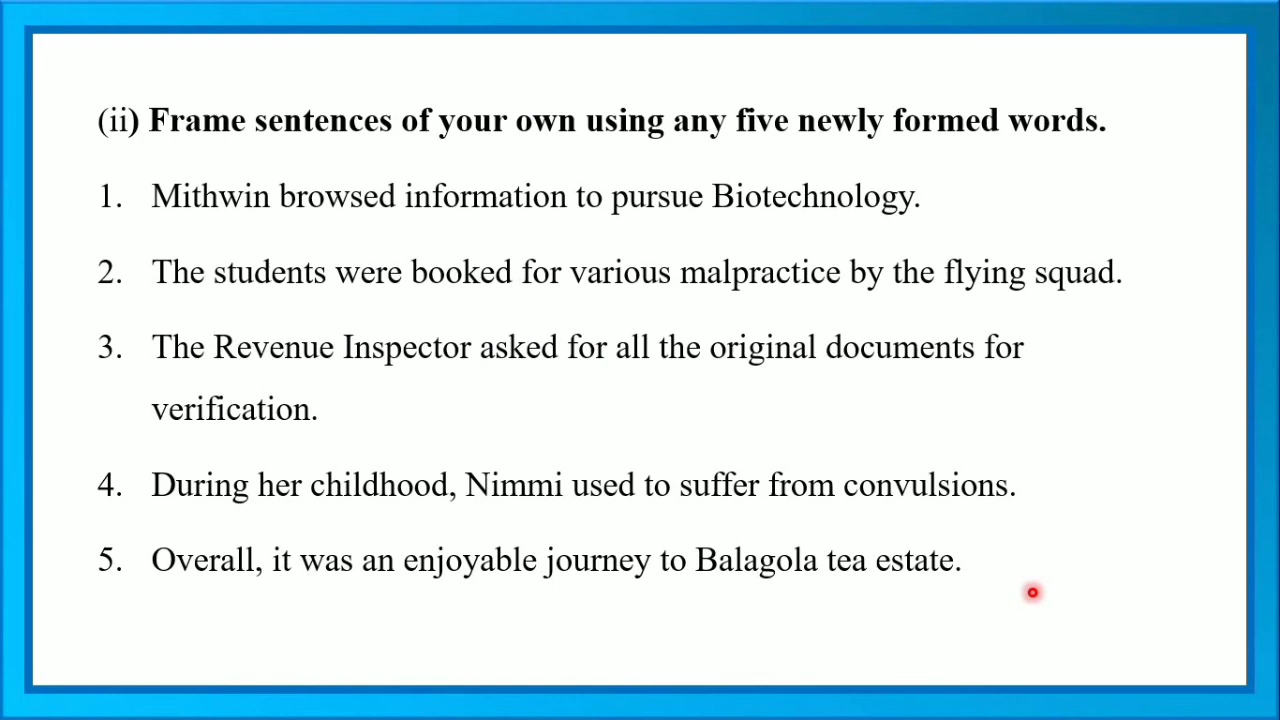 (ii) Frame sentences of your own using any five newly formed words.
1. Mithwin browsed information to pursue Biotechnology.
2. The students were booked for various malpractice by the flying squad.
3. The Revenue Inspector asked for all the original documents for
verification.
4. During her childhood, Nimmi used to suffer from convulsions.
5. Overall, it was an enjoyable journey to Balagola tea estate.